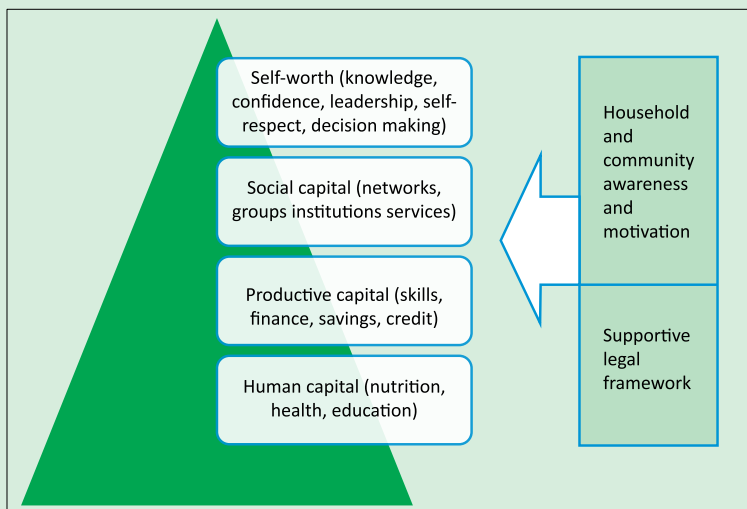 Self-worth (knowledge,
confidence, leadership, self-
respect, decision making)
Social capital (networks,
groups institutions services)
Productive capital (skills,
finance, savings, credit)
Human capital (nutrition,
health, education)
Household
and
community
awareness
and
motivation
Supportive
legal
framework